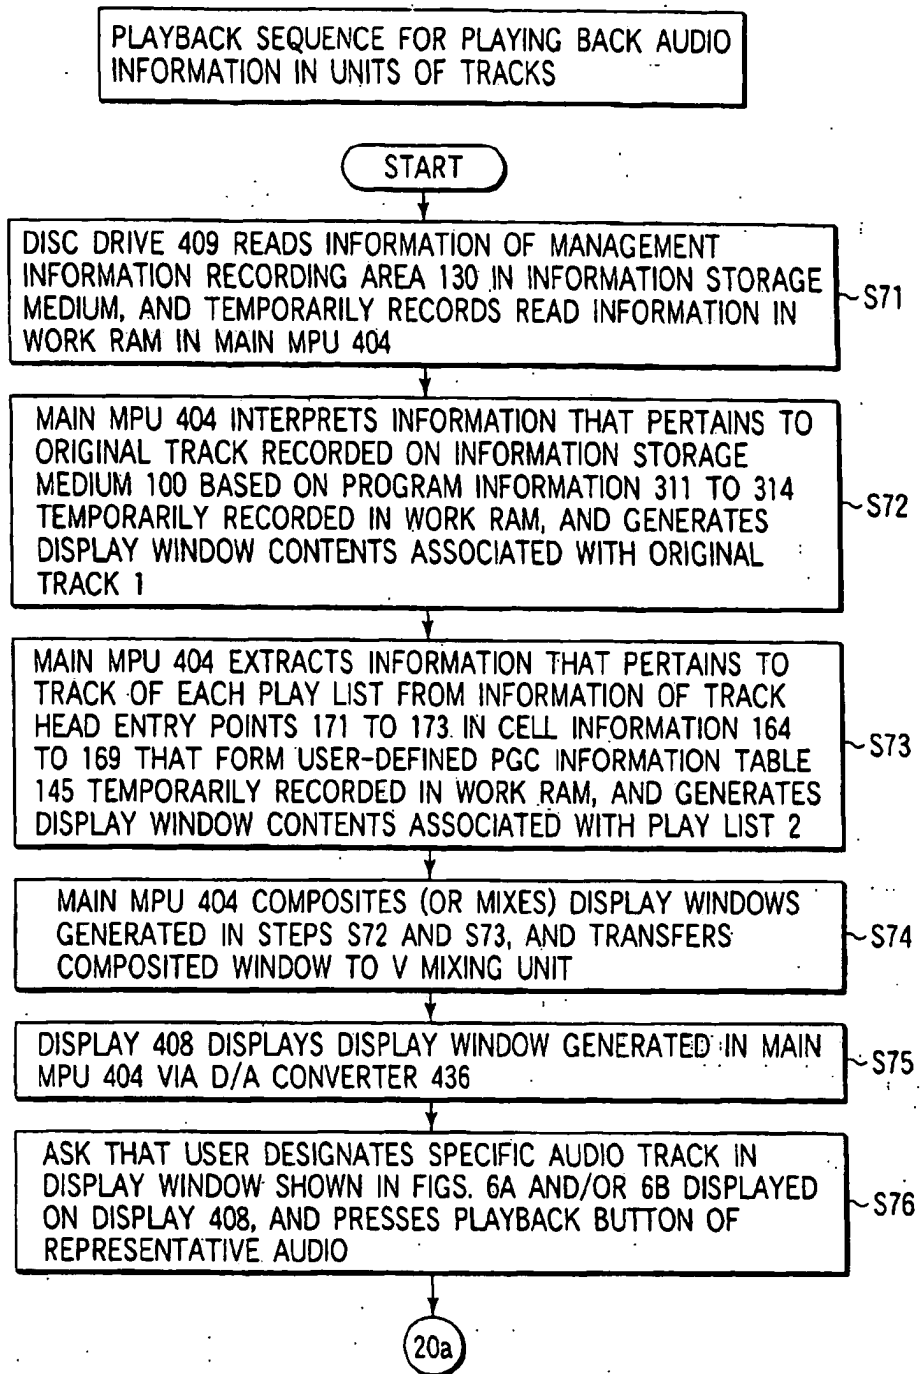 PLAYBACK SEQUENCE FOR PLAYING BACK AUDIO
INFORMATION IN UNITS OF TRACKS
START
DISC DRIVE 409 READS INFORMATION OF MANAGEMENT
INFORMATION RECORDING AREA 130 IN INFORMATION STORAGE
MEDIUM, AND TEMPORARILY RECORDS READ INFORMATION IN
WORK RAM IN MAIN MPU 404
S71
MAIN MPU 404 INTERPRETS INFORMATION THAT PERTAINS TO
ORIGINAL TRACK RECORDED ON INFORMATION STORAGE
MEDIUM 100 BASED ON PROGRAM INFORMATION 311 TO 314
TEMPORARILY RECORDED IN WORK RAM, AND GENERATES
DISPLAY WINDOW CONTENTS ASSOCIATED WITH ORIGINAL
TRACK 1
S72
MAIN MPU 404 EXTRACTS INFORMATION THAT PERTAINS TO
TRACK OF EACH PLAY LIST FROM INFORMATION OF TRACK
HEAD ENTRY POINTS 171 TO 173 IN CELL INFORMATION 164
TO 169 THAT FORM USER-DEFINED PGC INFORMATION TABLE
145 TEMPORARILY RECORDED IN WORK RAM, AND GENERATES
DISPLAY WINDOW CONTENTS ASSOCIATED WITH PLAY LIST 2
S73
MAIN MPU 404 COMPOSITES (OR MIXES) DISPLAY WINDOWS
GENERATED IN STEPS S72 AND S73, AND TRANSFERS
COMPOSITED WINDOW TO V MIXING UNIT
S74
DISPLAY 408 DISPLAYS DISPLAY WINDOW GENERATED IN MAIN
MPU 404 VIA D/A CONVERTER 436
S75
ASK THAT USER DESIGNATES SPECIFIC AUDIO TRACK IN
DISPLAY WINDOW SHOWN IN FIGS. 6A AND/OR 6B DISPLAYED
ON DISPLAY 408, AND PRESSES PLAYBACK BUTTON OF
REPRESENTATIVE AUDIO
S76
20a